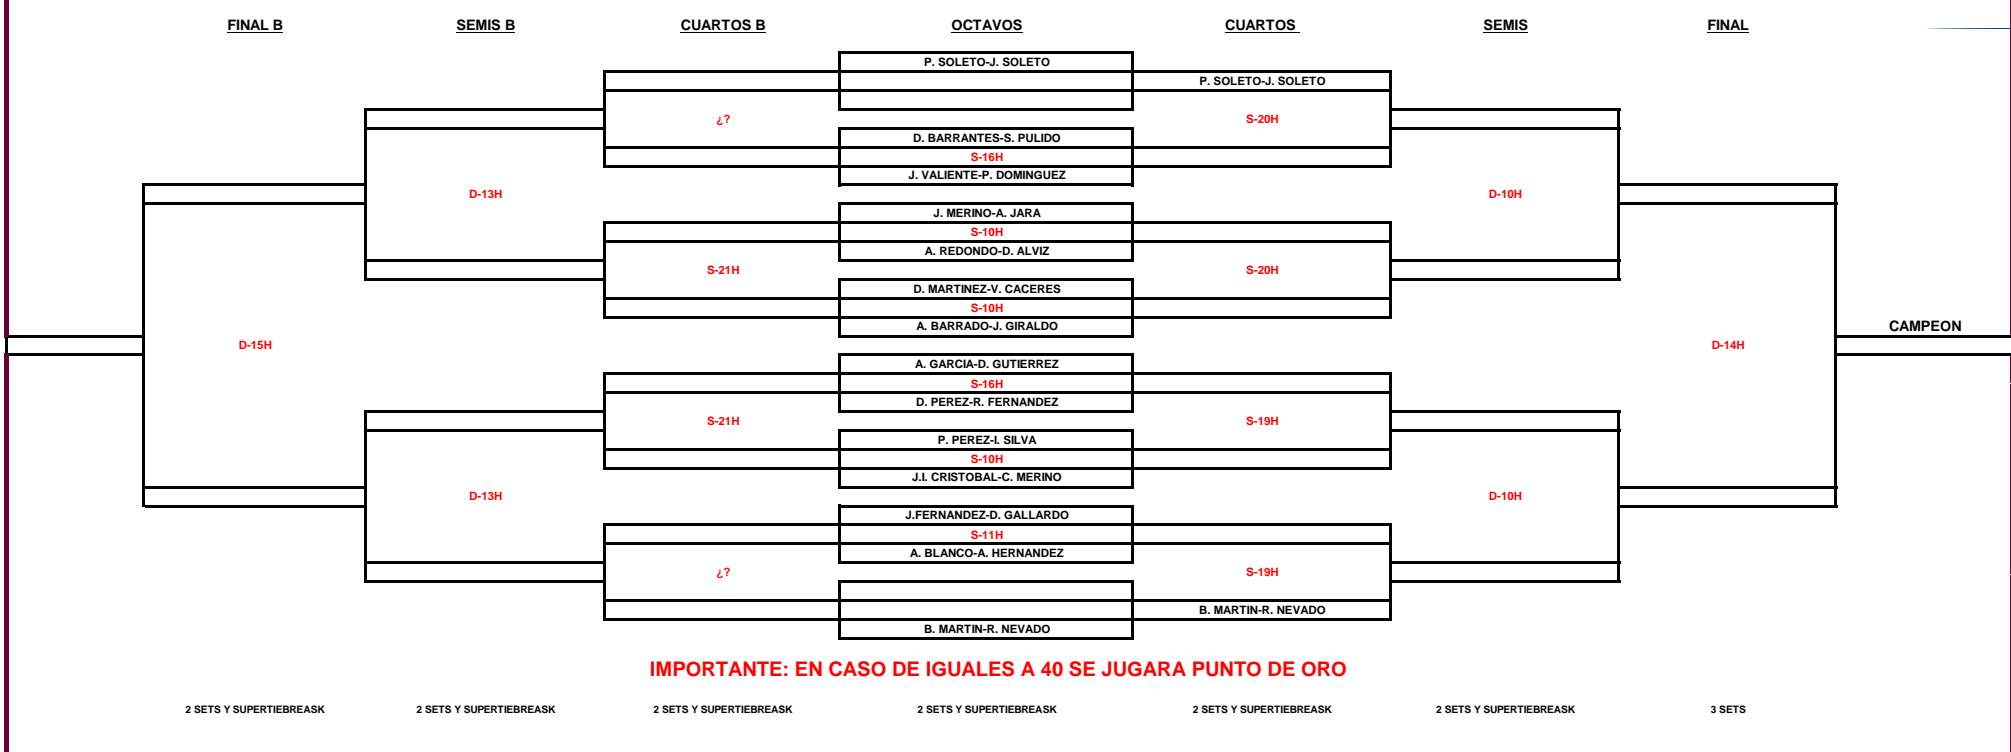 FINAL B SEMIS B CUARTOS B OCTAVOS CUARTOS SEMIS FINAL
P. SOLETO-J. SOLETO
P. SOLETO-J. SOLETO
¿? S-20H
D. BARRANTES-S. PULIDO
S-16H
J. VALIENTE-P. DOMINGUEZ
D-13H D-10H
J. MERINO-A. JARA
S-10H
A. REDONDO-D. ALVIZ
S-21H S-20H
D. MARTINEZ-V. CACERES
S-10H
A. BARRADO-J. GIRALDO CAMPEON
D-15H D-14H
A. GARCIA-D. GUTIERREZ
S-16H
D. PEREZ-R. FERNANDEZ
S-21H S-19H
P. PEREZ-I. SILVA
S-10H
J.I. CRISTOBAL-C. MERINO
D-13H D-10H
J.FERNANDEZ-D. GALLARDO
S-11H
A. BLANCO-A. HERNANDEZ
¿? S-19H
B. MARTIN-R. NEVADO
B. MARTIN-R. NEVADO
IMPORTANTE: EN CASO DE IGUALES A 40 SE JUGARA PUNTO DE ORO
2 SETS Y SUPERTIEBREASK 2 SETS Y SUPERTIEBREASK 2 SETS Y SUPERTIEBREASK 2 SETS Y SUPERTIEBREASK 2 SETS Y SUPERTIEBREASK 2 SETS Y SUPERTIEBREASK 3 SETS